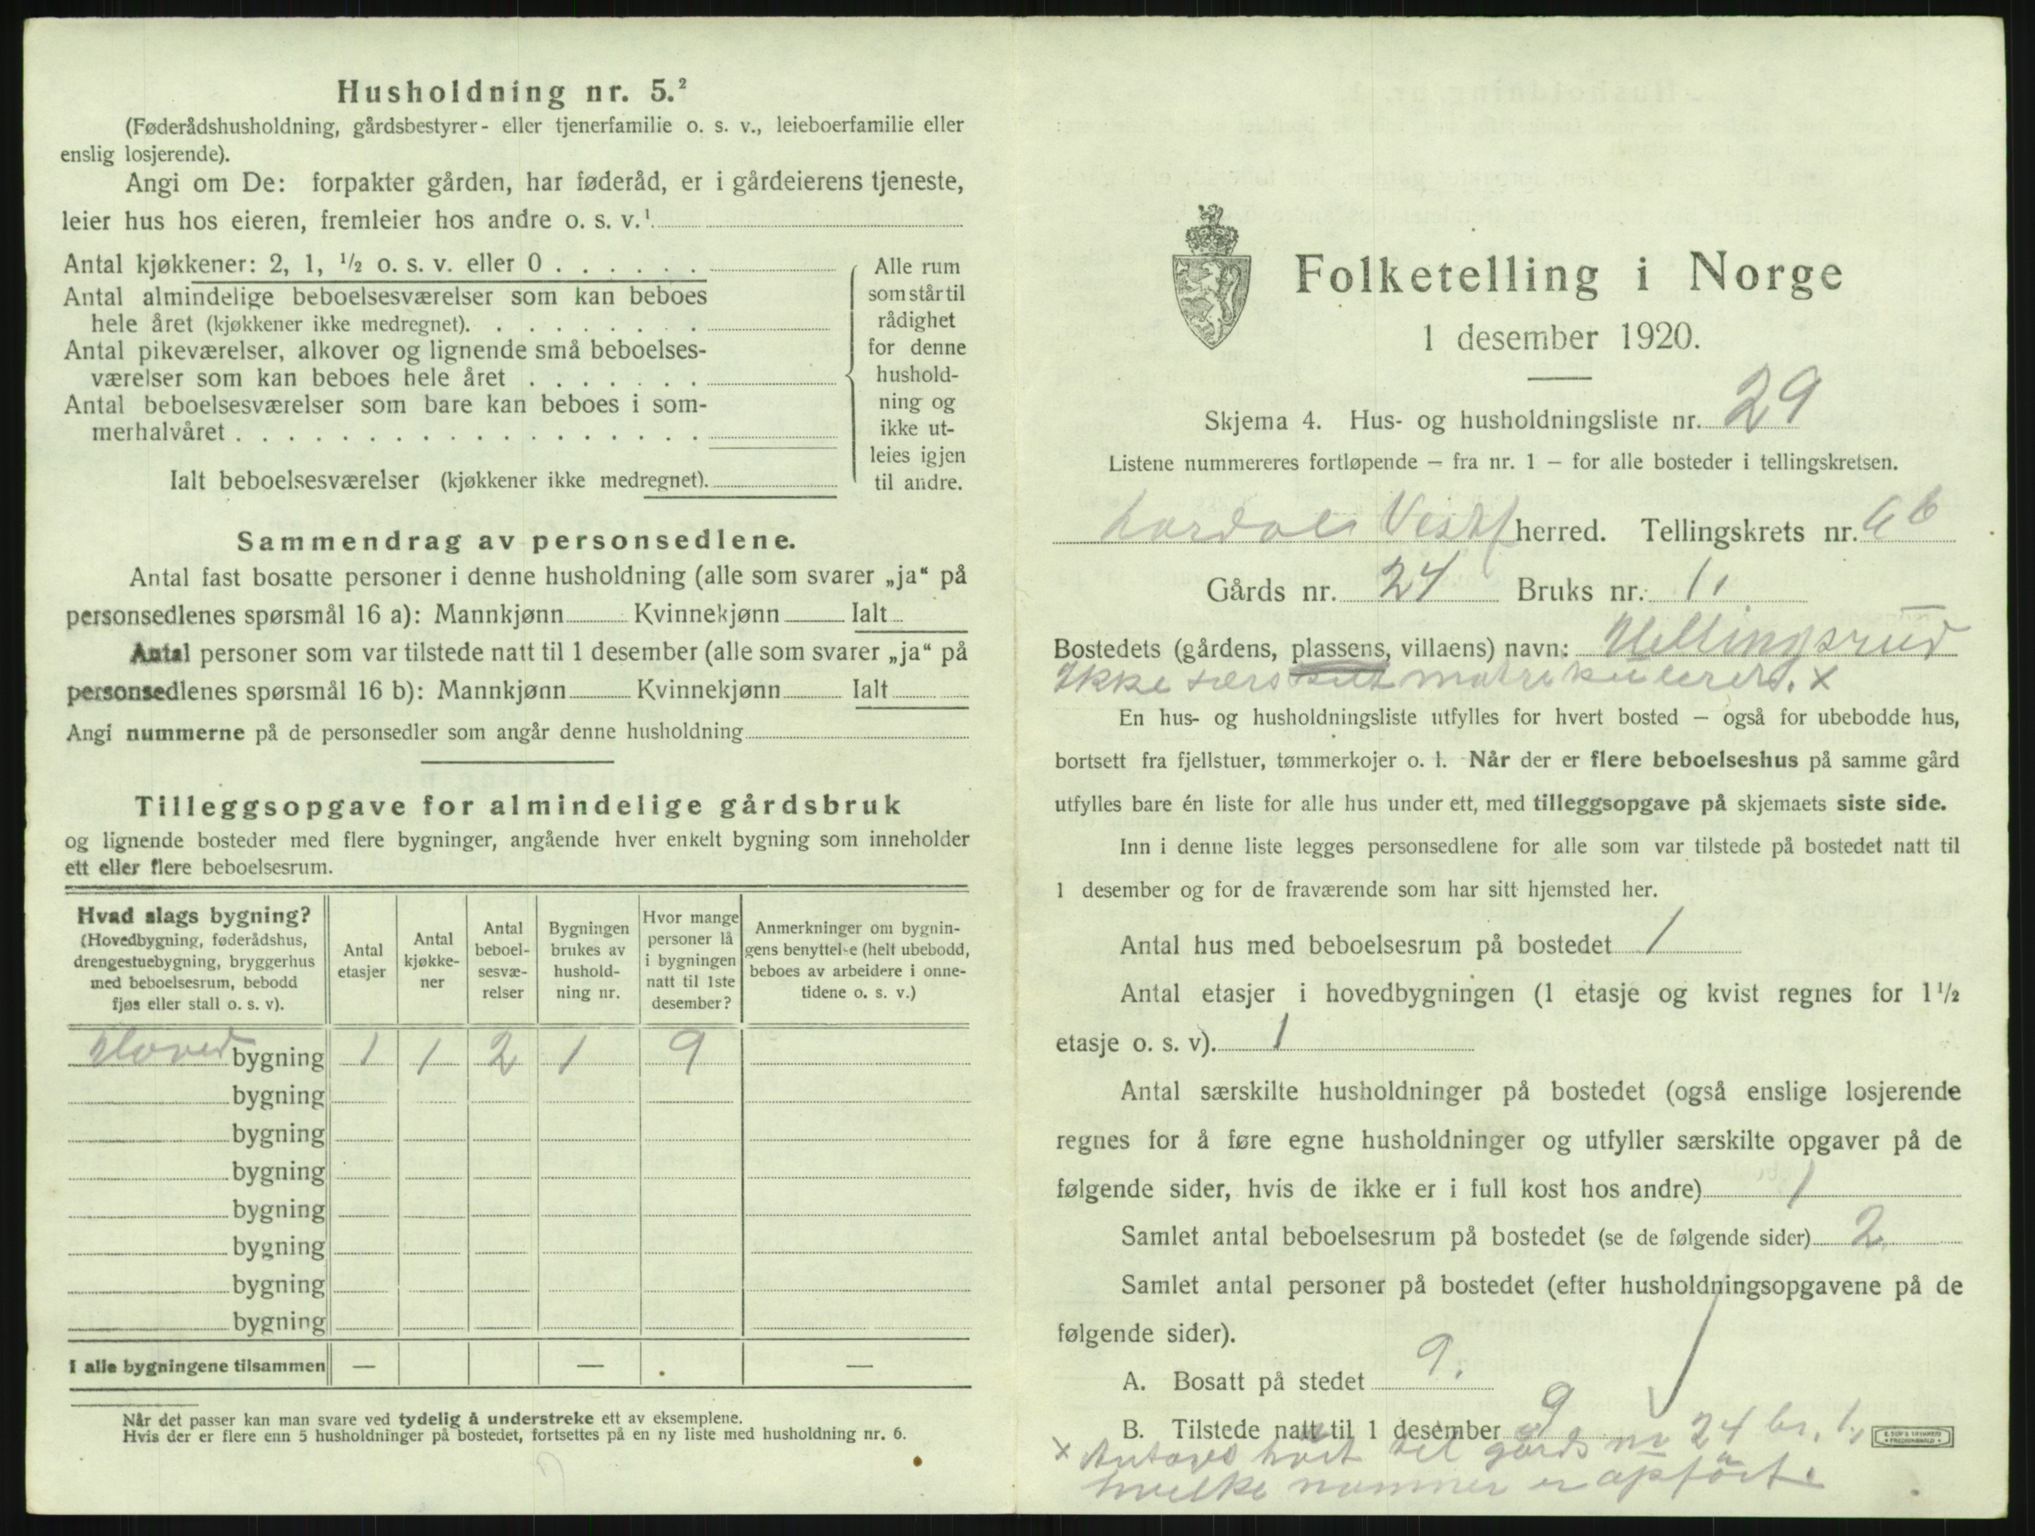 Husholdning nr. 5.²
(Føderådshusholdning, gårdsbestyrer- eller tjenerfamilie o. s. v., leieboerfamilie eller
enslig losjerende).
Angi om De: forpakter gården, har føderåd, er i gårdeierens tjeneste,
leier hus hos eieren, fremleier hos andre o. s. v.¹
Antal kjøkkener: 2, 1, ½ o. s. v. eller 0 . . . . . .
Antal almindelige beboelsesværelser som kan beboes
hele året (kjøkkener ikke medregnet). . . . . . . . .
Antal pikeværelser, alkover og lignende små beboelses-
værelser som kan beboes hele året . . . . . . .
Antal beboelsesværelser som bare kan beboes i som-
merhalvåret . . . . . . . . . . . . . . . . . .
Ialt beboelsesværelser (kjøkkener ikke medregnet).
Alle rum
som står til
rådighet
for denne
hushold-
ning og
ikke ut-
leies igjen
til andre.
Sammendrag av personsedlene.
Antal fast bosatte personer i denne husholdning (alle som svarer „ja“ på
personsedlenes spørsmål 16 a): Mannkjønn Kvinnekjønn Ialt
Antal personer som var tilstede natt til 1 desember (alle som svarer „ja“ på
personsedlenes spørsmål 16 b): Mannkjønn Kvinnekjønn Ialt
Angi nummerne på de personsedler som angår denne husholdning
Tilleggsopgave for almindelige gårdsbruk
og lignende bosteder med flere bygninger, angående hver enkelt bygning som inneholder
ett eller flere beboelsesrum.
Hvad slags bygning?
(Hovedbygning, føderådshus,
drengestuebygning, bryggerhus
med beboelsesrum, bebodd
fjøs eller stall o. s. v).
Antal
etasjer
Antal
kjøkke-
ner
Antal
beboel-
sesvæ-
relser
Bygningen
brukes av
hushold-
ning nr.
Hvor mange
personer lå
i bygningen
natt til 1ste
desember?
Anmerkninger om bygnin-
gens benyttelse (helt ubebodd,
beboes av arbeidere i onne-
tidene o. s. v.)
Hoved bygning 1 1 2 1 9
bygning
bygning
bygning
bygning
bygning
bygning
bygning
I alle bygningene tilsammen — — —
Når det passer kan man svare ved tydelig å understreke ett av eksemplene.
Hvis der er flere enn 5 husholdninger på bostedet, fortsettes på en ny liste med husholdning nr. 6.
Folketelling i Norge
1 desember 1920.
Skjema 4. Hus- og husholdningsliste nr. 29
Listene nummereres fortløpende – fra nr. 1 – for alle bosteder i tellingskretsen.
Lardal Vestf herred. Tellingskrets nr. 6 b
Gårds nr. 24 Bruks nr. 1
Bostedets (gårdens, plassens, villaens) navn: Hellingsrud
Ikke særskilt matrikulerert. x
En hus- og husholdningsliste utfylles for hvert bosted – også for ubebodde hus,
bortsett fra fjellstuer, tømmerkojer o. l. Når der er flere beboelseshus på samme gård
utfylles bare én liste for alle hus under ett, med tilleggsopgave på skjemaets siste side.
Inn i denne liste legges personsedlene for alle som var tilstede på bostedet natt til
1 desember og for de fraværende som har sitt hjemsted her.
Antal hus med beboelsesrum på bostedet 1
Antal etasjer i hovedbygningen (1 etasje og kvist regnes for 1½
etasje o. s. v). 1
Antal særskilte husholdninger på bostedet (også enslige losjerende
regnes for å føre egne husholdninger og utfyller særskilte opgaver på de
følgende sider, hvis de ikke er i full kost hos andre) 1
Samlet antal beboelsesrum på bostedet (se de følgende sider) 2
Samlet antal personer på bostedet (efter husholdningsopgavene på de
følgende sider).
A. Bosatt på stedet 9.
B. Tilstede natt til 1 desember 9
x Antages hørt til gårds nr 24 br. 1,
hvilke nummer er opført.